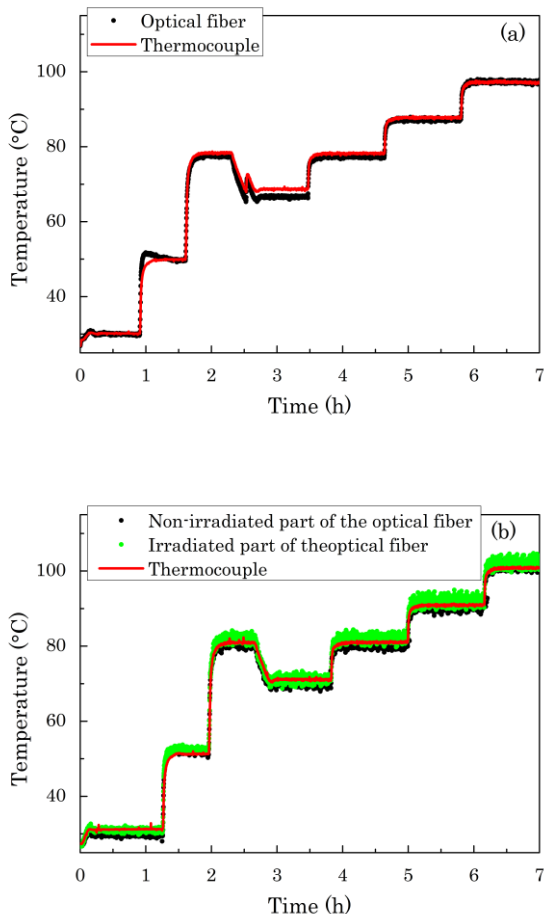 Optical fiber
Thermocouple
(a)
100
80
60
40
0 1 2 3 4 5 6 7
Temperature (°C)
Time (h)
Non-irradiated part of the optical fiber
Irradiated part of theoptical fiber
Thermocouple
(b)
100
80
60
40
0 1 2 3 4 5 6 7
Temperature (°C)
Time (h)